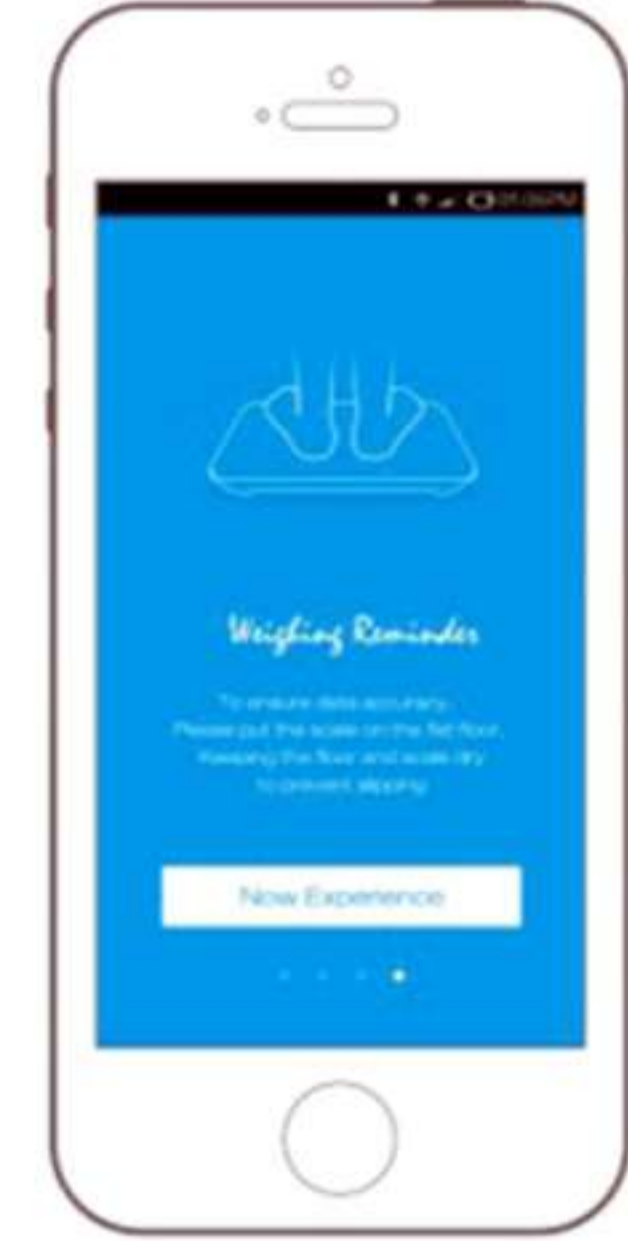 Weighing Reminder
To ensure data accuracy,
Please put the scale on the flat floor,
Keeping the floor and scale dry
to prevent slipping
Now Experience